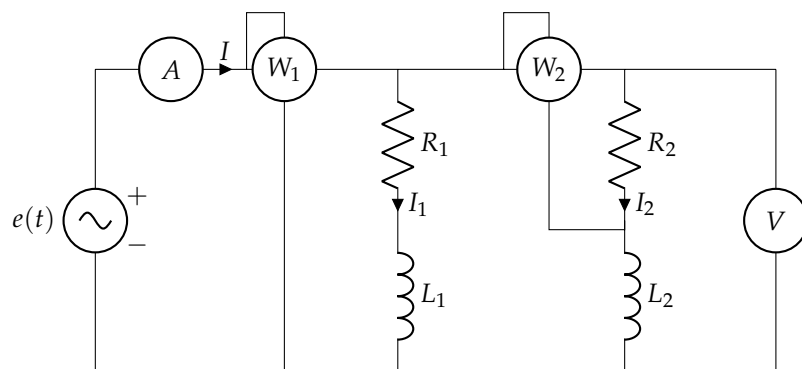 A
I
W₁
W₂
R₁
R₂
e(t)
+
−
I₁
I₂
V
L₁
L₂